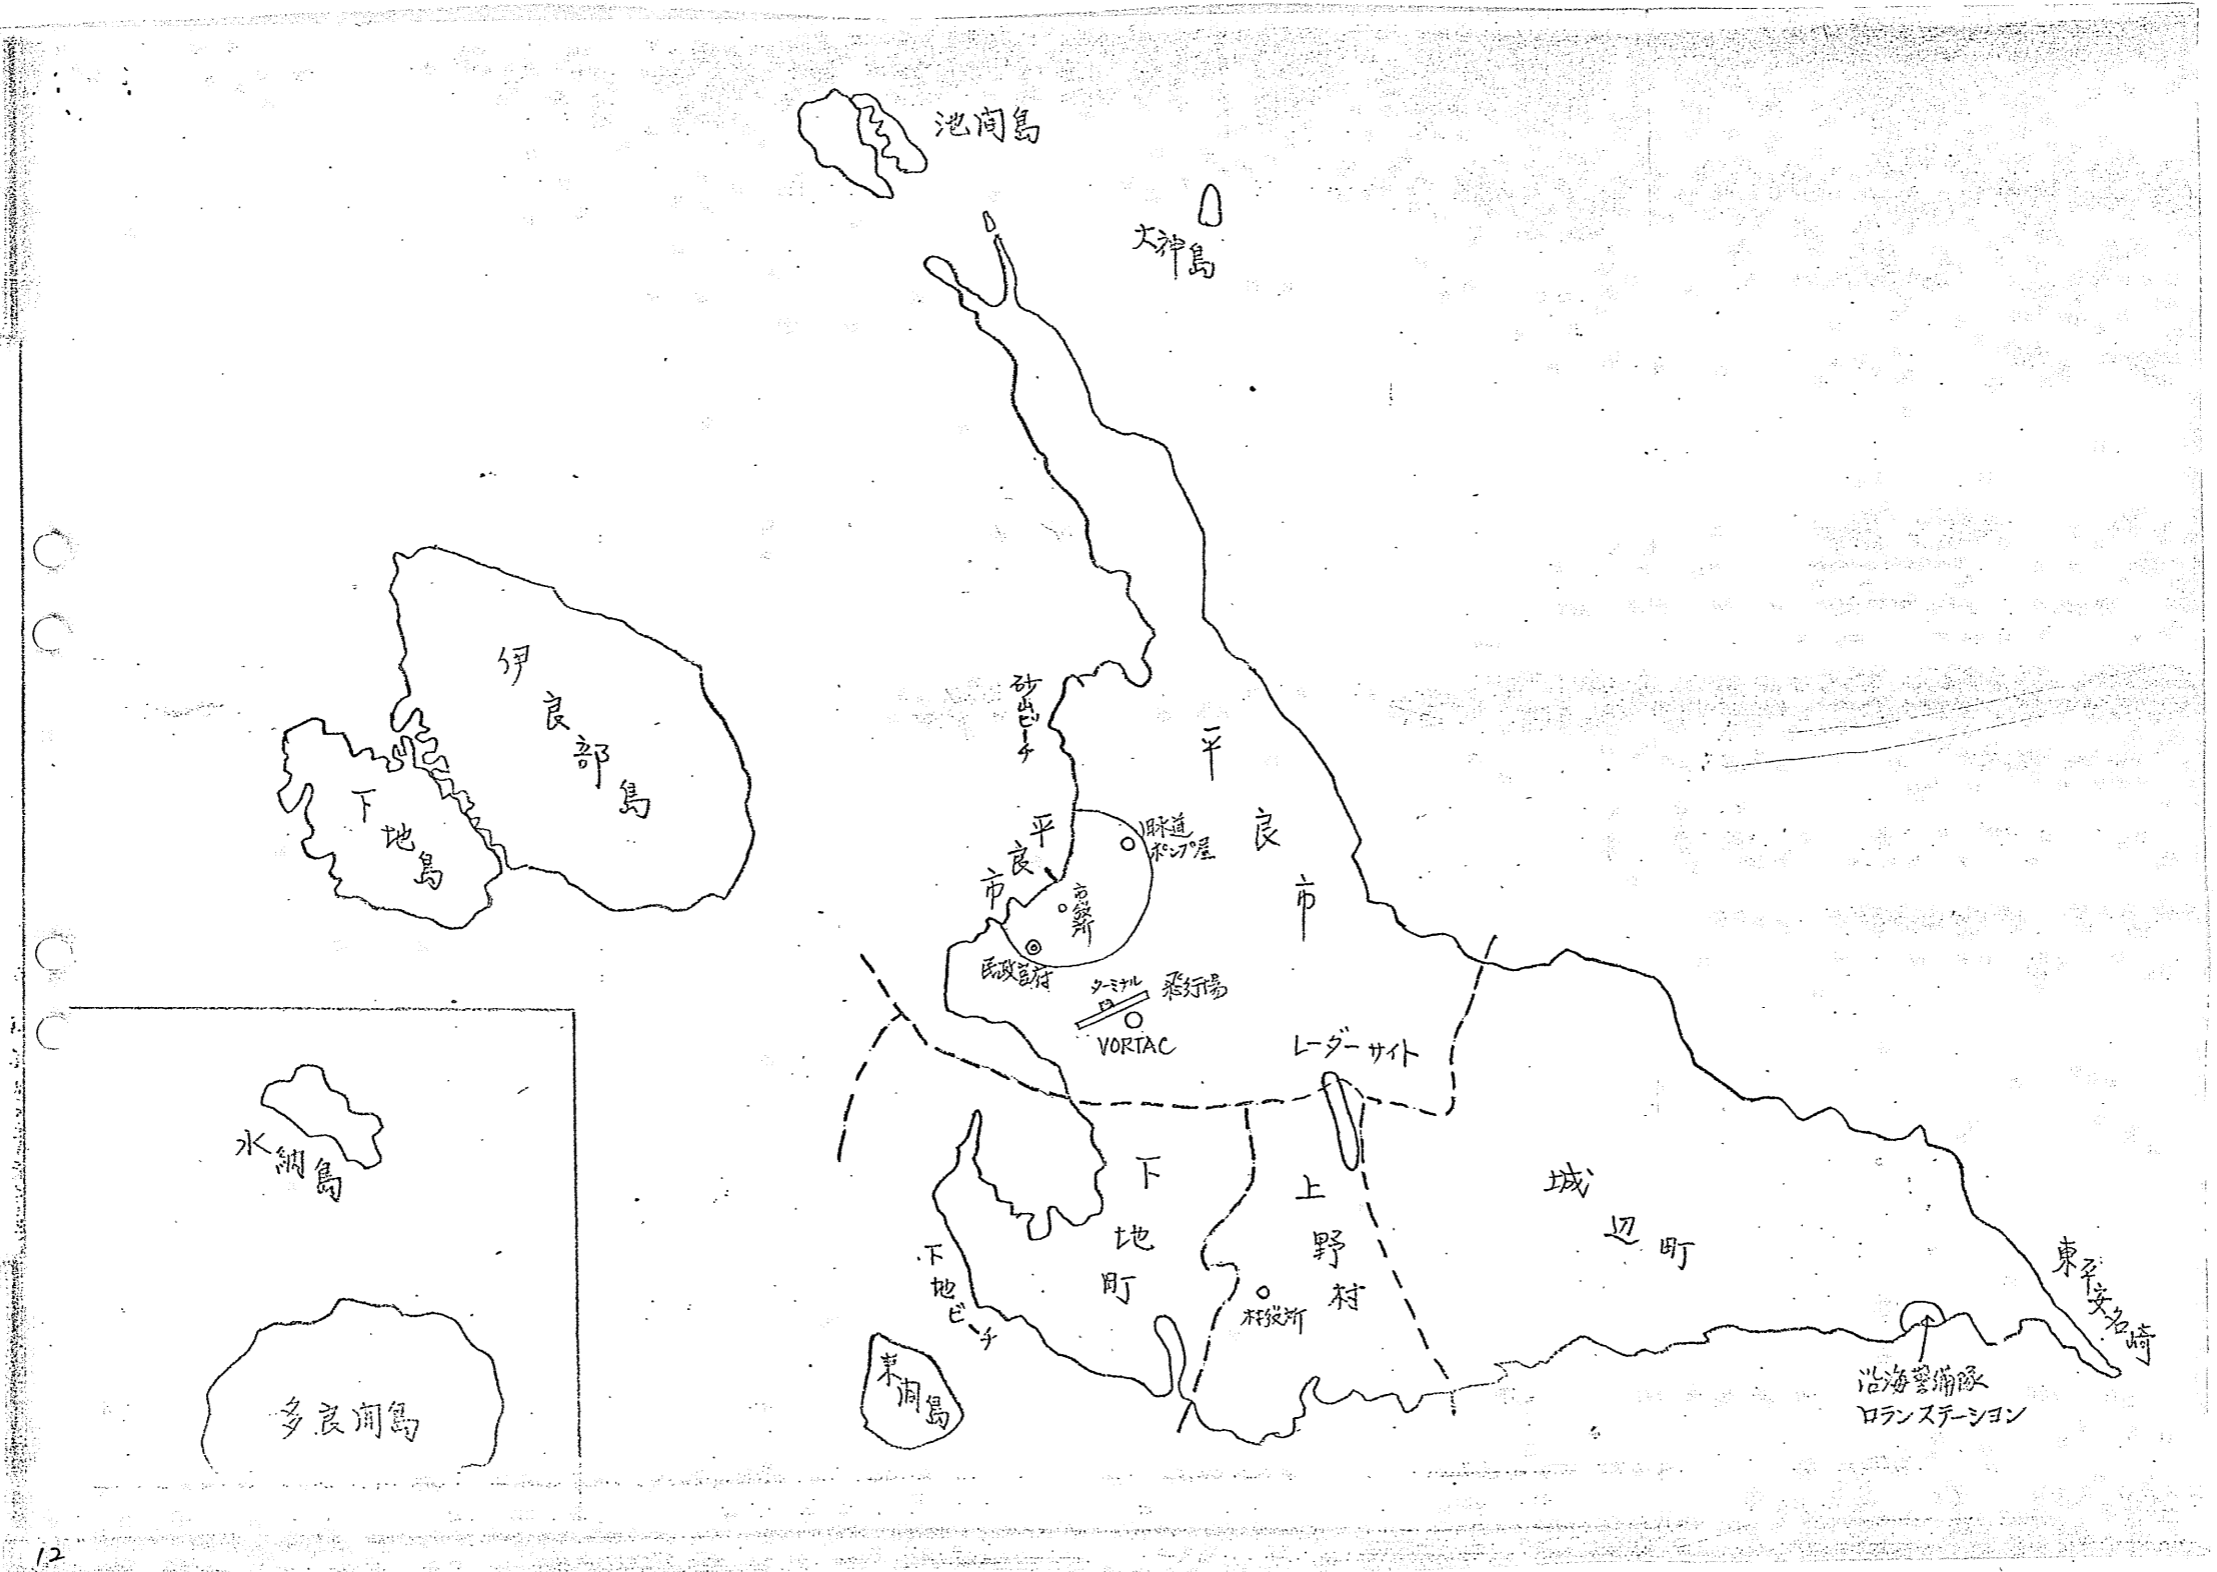 池間島
大神島
伊良部島
下地島
砂山ビーチ
平良市
平良市
旧水道
ポンプ屋
市役所
民政官府
ターミナル
飛行場
VORTAC
レーダーサイト
水納島
多良間島
下地町
上野村
村役所
城辺町
下地ビーチ
来間島
東平安名崎
沿海警備隊
ロランステーション
12